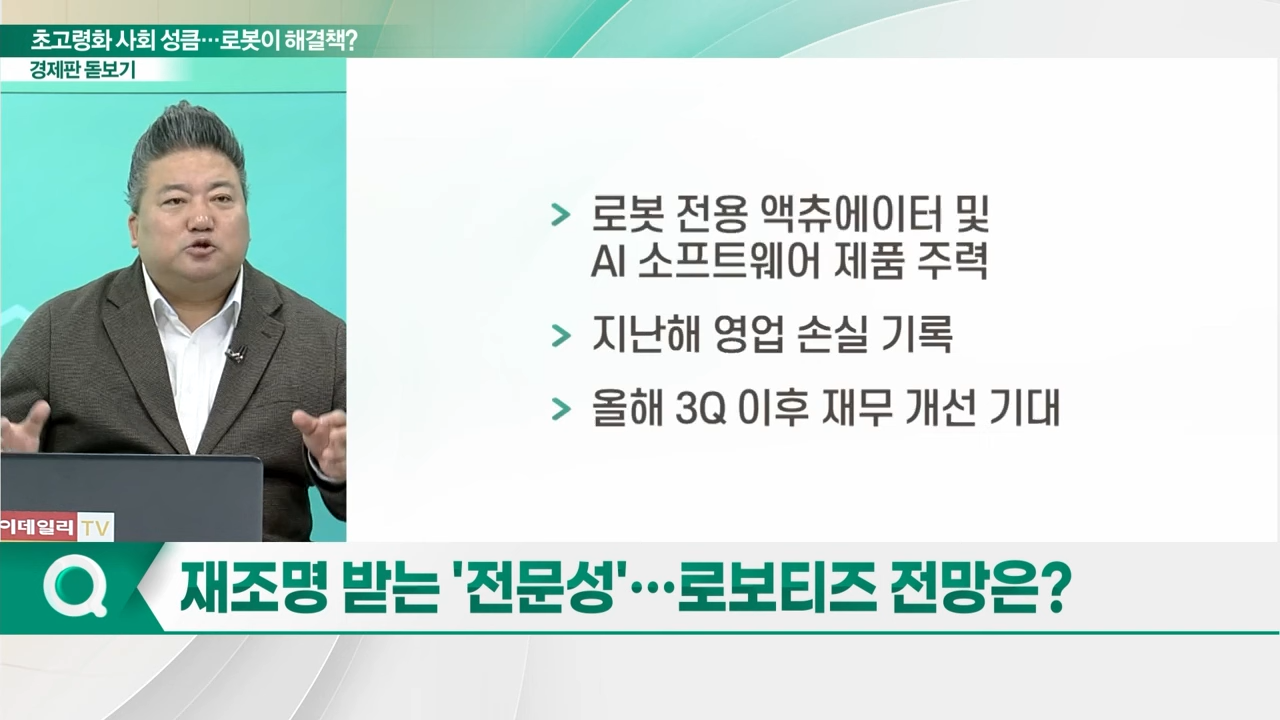 초고령화 사회 성큼…로봇이 해결책?
경제판 돋보기
> 로봇 전용 액츄에이터 및
AI 소프트웨어 제품 주력
> 지난해 영업 손실 기록
> 올해 3Q 이후 재무 개선 기대
이데일리 TV
Q 재조명 받는 '전문성'…로보티즈 전망은?